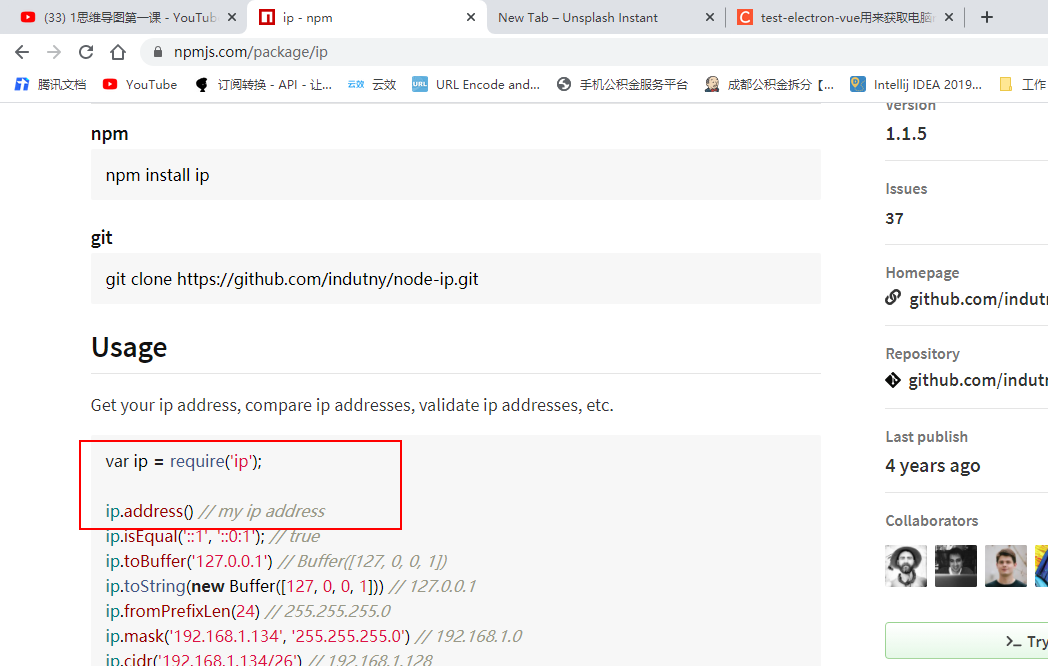 (33) 1思维导图第一课 - YouTub
ip - npm
New Tab – Unsplash Instant
test-electron-vue用来获取电脑
npmjs.com/package/ip
腾讯文档
YouTube
订阅转换 - API - 让...
云效 云效
URL URL Encode and...
手机公积金服务平台
成都公积金拆分【...
Intellij IDEA 2019...
工作
npm
npm install ip
git
git clone https://github.com/indutny/node-ip.git
Usage
Get your ip address, compare ip addresses, validate ip addresses, etc.
var ip = require('ip');
ip.address() // my ip address
ip.isEqual('::1', '::0:1'); // true
ip.toBuffer('127.0.0.1') // Buffer([127, 0, 0, 1])
ip.toString(new Buffer([127, 0, 0, 1])) // 127.0.0.1
ip.fromPrefixLen(24) // 255.255.255.0
ip.mask('192.168.1.134', '255.255.255.0') // 192.168.1.0
ip.cidr('192.168.1.134/26') // 192.168.1.128
Version
1.1.5
Issues
37
Homepage
github.com/indutn
Repository
github.com/indutn
Last publish
4 years ago
Collaborators
>_ Try